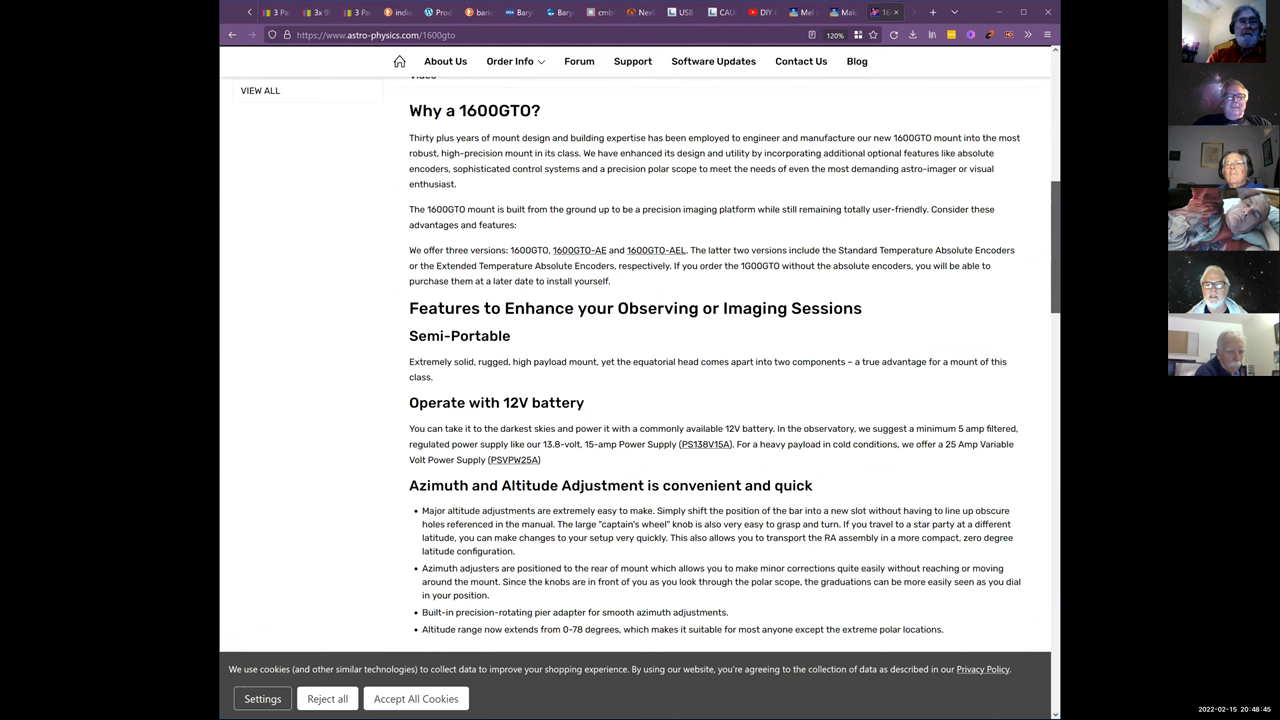 3 Pa
3x 9
3 Pa
india
Prod
barie
Barya
Bary
cmbr
NexD
USB
CAU
DIY
Mel
Make
16
https://www.astro-physics.com/1600gto
120%
About Us
Order Info
Forum
Support
Software Updates
Contact Us
Blog
Video
VIEW ALL
Why a 1600GTO?
Thirty plus years of mount design and building expertise has been employed to engineer and manufacture our new 1600GTO mount into the most
robust, high-precision mount in its class. We have enhanced its design and utility by incorporating additional optional features like absolute
encoders, sophisticated control systems and a precision polar scope to meet the needs of even the most demanding astro-imager or visual
enthusiast.
The 1600GTO mount is built from the ground up to be a precision imaging platform while still remaining totally user-friendly. Consider these
advantages and features:
We offer three versions: 1600GTO, 1600GTO-AE and 1600GTO-AEL. The latter two versions include the Standard Temperature Absolute Encoders
or the Extended Temperature Absolute Encoders, respectively. If you order the 1G00GTO without the absolute encoders, you will be able to
purchase them at a later date to install yourself.
Features to Enhance your Observing or Imaging Sessions
Semi-Portable
Extremely solid, rugged, high payload mount, yet the equatorial head comes apart into two components – a true advantage for a mount of this
class.
Operate with 12V battery
You can take it to the darkest skies and power it with a commonly available 12V battery. In the observatory, we suggest a minimum 5 amp filtered,
regulated power supply like our 13.8-volt, 15-amp Power Supply (PS138V15A). For a heavy payload in cold conditions, we offer a 25 Amp Variable
Volt Power Supply (PSVPW25A)
Azimuth and Altitude Adjustment is convenient and quick
• Major altitude adjustments are extremely easy to make. Simply shift the position of the bar into a new slot without having to line up obscure
holes referenced in the manual. The large "captain's wheel" knob is also very easy to grasp and turn. If you travel to a star party at a different
latitude, you can make changes to your setup very quickly. This also allows you to transport the RA assembly in a more compact, zero degree
latitude configuration.
• Azimuth adjusters are positioned to the rear of mount which allows you to make minor corrections quite easily without reaching or moving
around the mount. Since the knobs are in front of you as you look through the polar scope, the graduations can be more easily seen as you dial
in your position.
• Built-in precision-rotating pier adapter for smooth azimuth adjustments.
• Altitude range now extends from 0-78 degrees, which makes it suitable for most anyone except the extreme polar locations.
We use cookies (and other similar technologies) to collect data to improve your shopping experience. By using our website, you're agreeing to the collection of data as described in our Privacy Policy.
Settings
Reject all
Accept All Cookies
2022-02-15 20:48:45